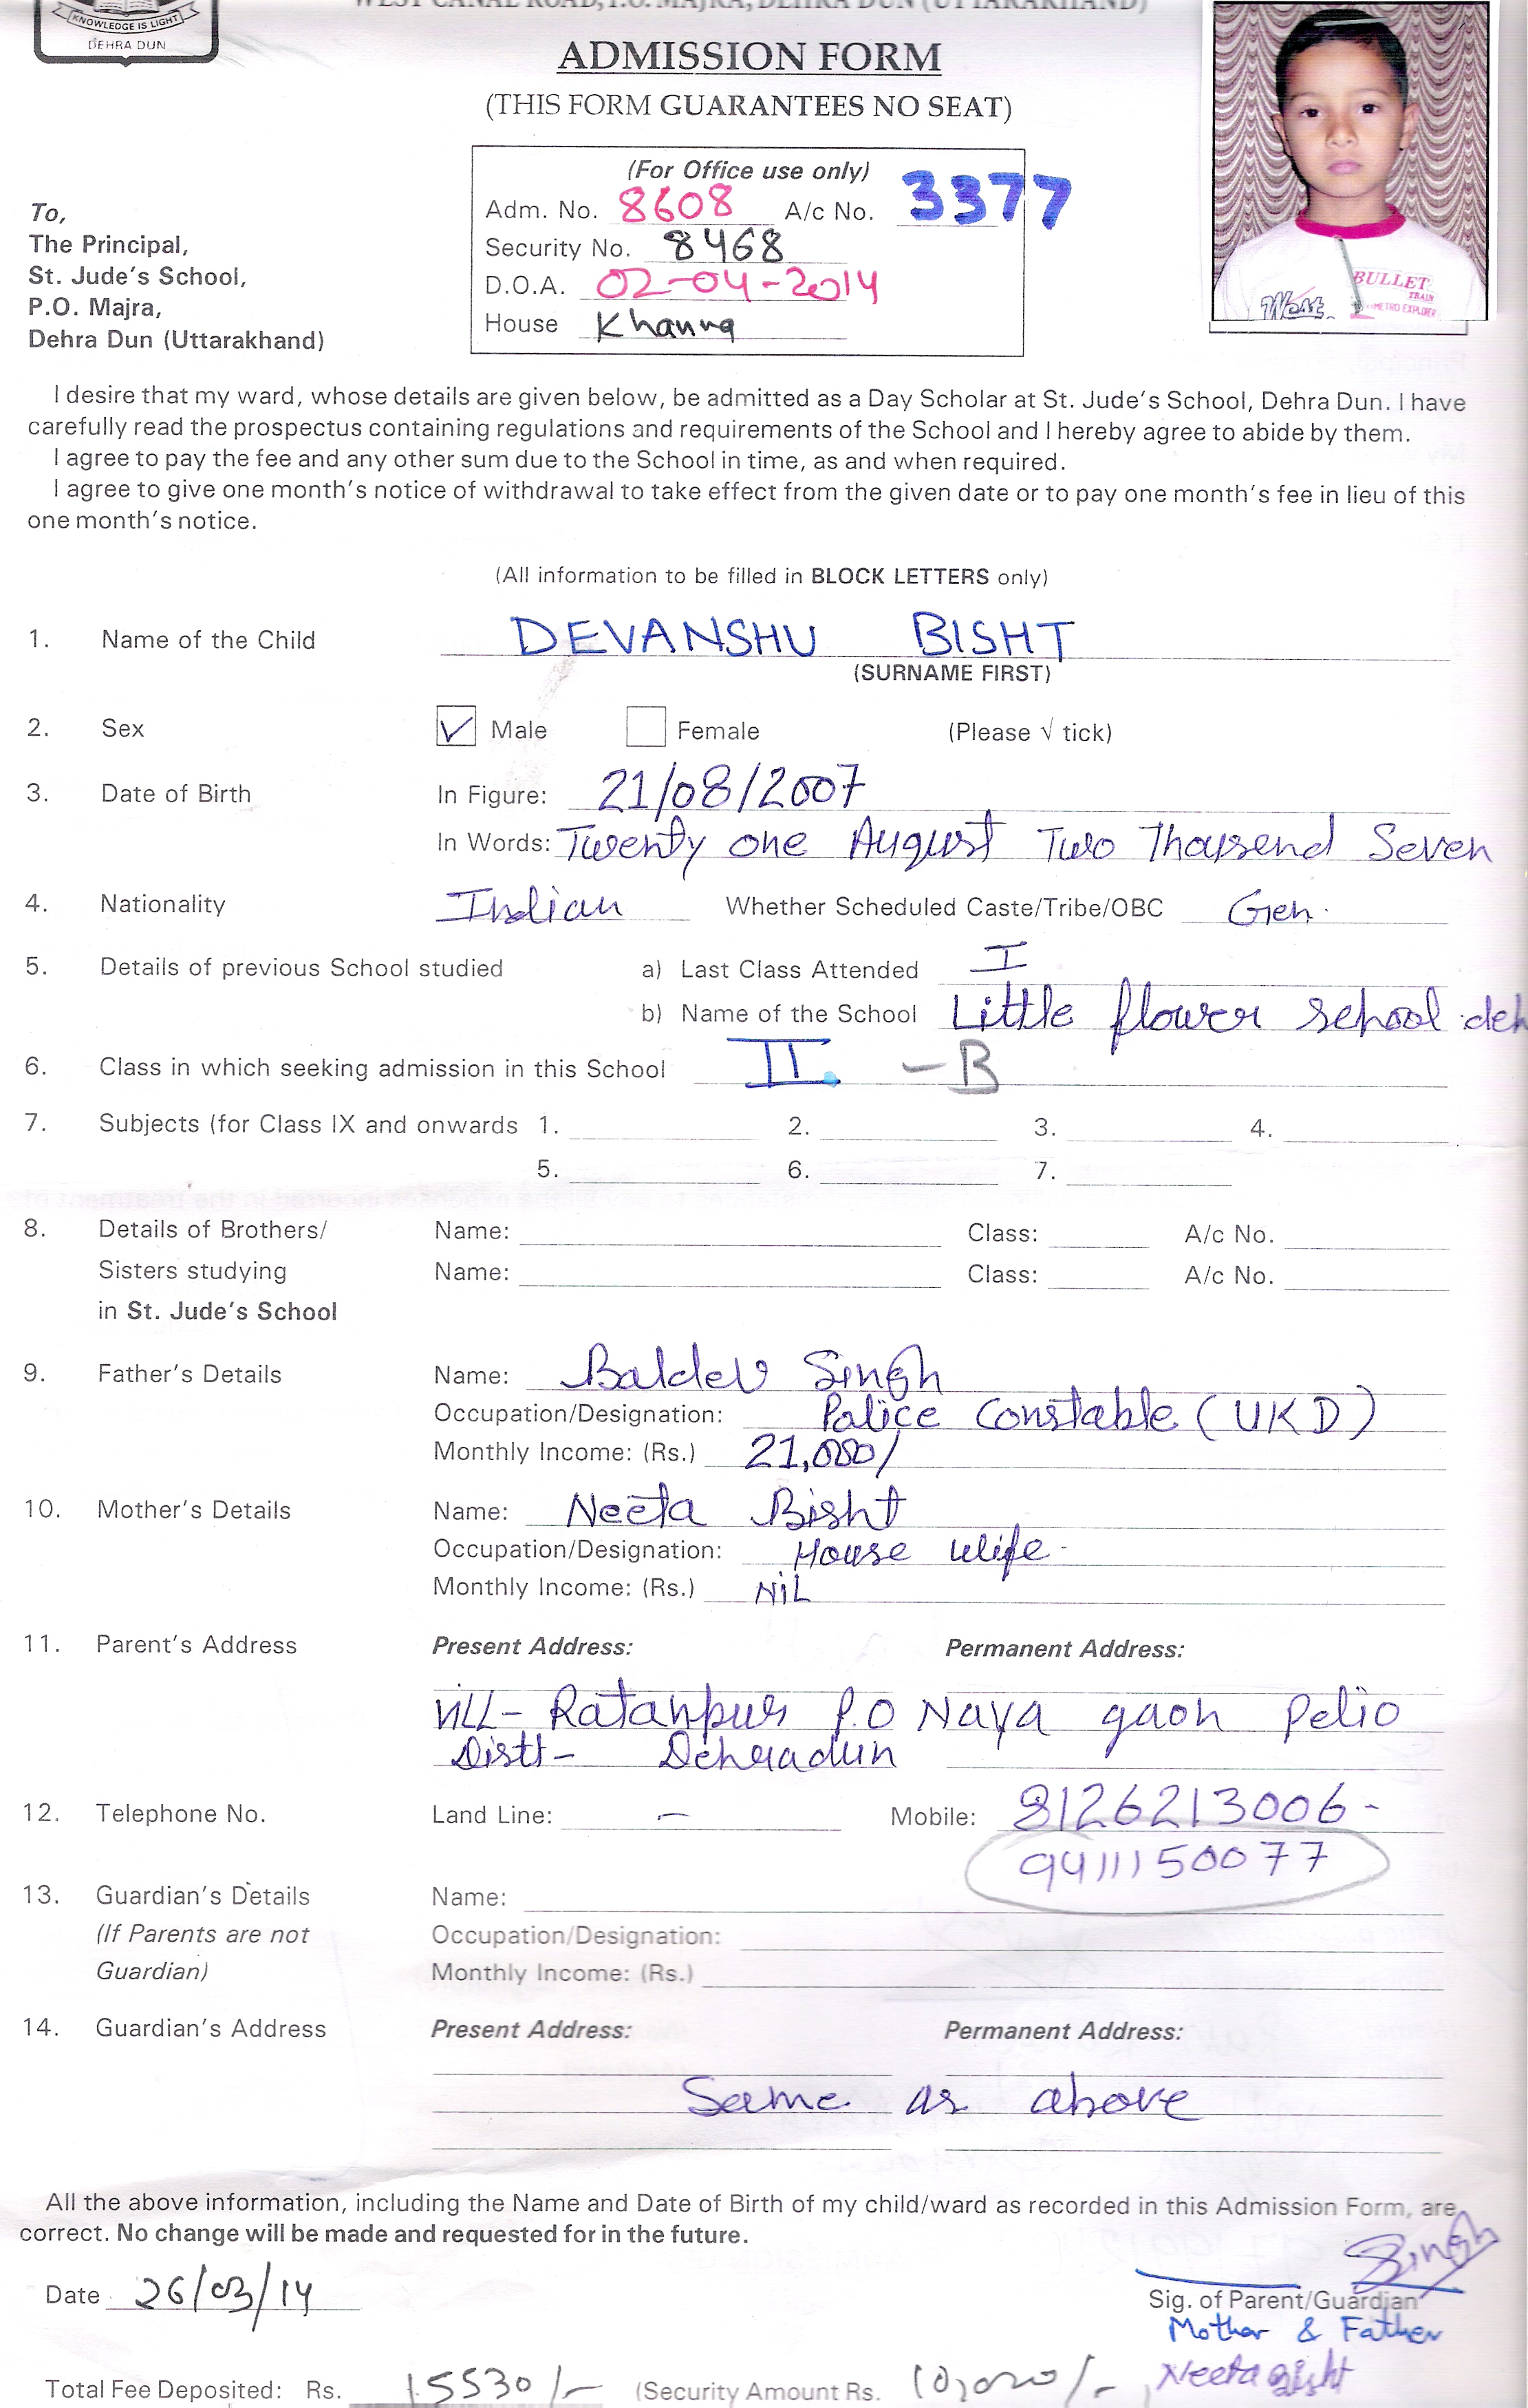 KNOWLEDGE IS LIGHT
DEHRA DUN
WEST CANAL ROAD, P.O. MAJRA, DEHRA DUN (UTTARAKHAND)
ADMISSION FORM
(THIS FORM GUARANTEES NO SEAT)
(For Office use only)
Adm. No. 8608 A/c No. 3377
Security No. 8468
D.O.A. 02-04-2014
House Khanna
To,
The Principal,
St. Jude's School,
P.O. Majra,
Dehra Dun (Uttarakhand)
BULLET
TRAIN
West METRO EXPLORER
I desire that my ward, whose details are given below, be admitted as a Day Scholar at St. Jude's School, Dehra Dun. I have
carefully read the prospectus containing regulations and requirements of the School and I hereby agree to abide by them.
I agree to pay the fee and any other sum due to the School in time, as and when required.
I agree to give one month's notice of withdrawal to take effect from the given date or to pay one month's fee in lieu of this
one month's notice.
(All information to be filled in BLOCK LETTERS only)
1. Name of the Child DEVANSHU BISHT
(SURNAME FIRST)
2. Sex ✓ Male Female (Please √ tick)
3. Date of Birth In Figure: 21/08/2007
In Words: Twenty one August Two Thousend Seven
4. Nationality Indian Whether Scheduled Caste/Tribe/OBC Gen.
5. Details of previous School studied a) Last Class Attended I
b) Name of the School Little flower school deh
6. Class in which seeking admission in this School II. - B
7. Subjects (for Class IX and onwards 1. 2. 3. 4.
5. 6. 7.
8. Details of Brothers/ Name: Class: A/c No.
Sisters studying Name: Class: A/c No.
in St. Jude's School
9. Father's Details Name: Baldev Singh
Occupation/Designation: Police Constable (UKD)
Monthly Income: (Rs.) 21,000/
10. Mother's Details Name: Neeta Bisht
Occupation/Designation: House wife -
Monthly Income: (Rs.) NiL
11. Parent's Address Present Address: Permanent Address:
Vill- Ratanpur P.O Naya gaon Pelio
Distt- Dehradun
12. Telephone No. Land Line: — Mobile: 8126213006 -
9411150077
13. Guardian's Details Name:
(If Parents are not Occupation/Designation:
Guardian) Monthly Income: (Rs.)
14. Guardian's Address Present Address: Permanent Address:
Same as above
All the above information, including the Name and Date of Birth of my child/ward as recorded in this Admission Form, are
correct. No change will be made and requested for in the future.
Singh
Date 26/03/14
Sig. of Parent/Guardian
Mother & Father
Total Fee Deposited: Rs. 15530/- (Security Amount Rs. 10,000/- Neeta Bisht